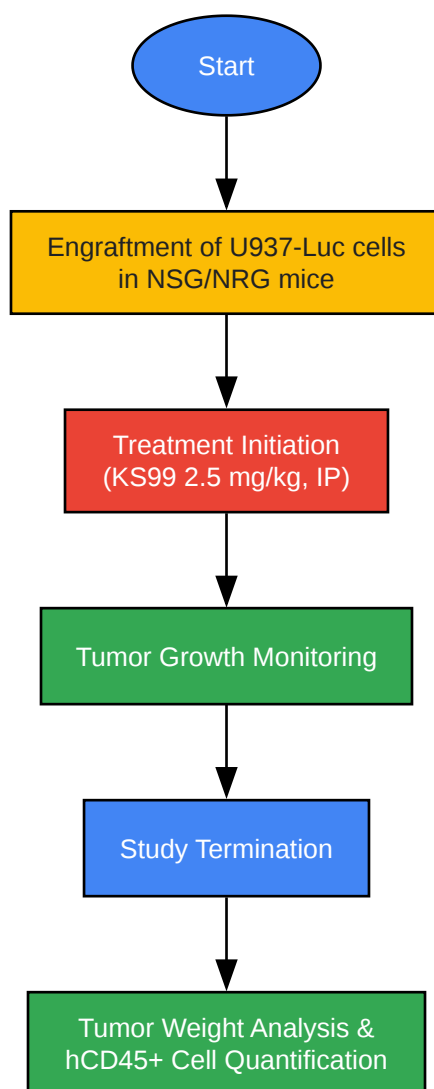 Start
Engraftment of U937-Luc cells
in NSG/NRG mice
Treatment Initiation
(KS99 2.5 mg/kg, IP)
Tumor Growth Monitoring
Study Termination
Tumor Weight Analysis &
hCD45+ Cell Quantification